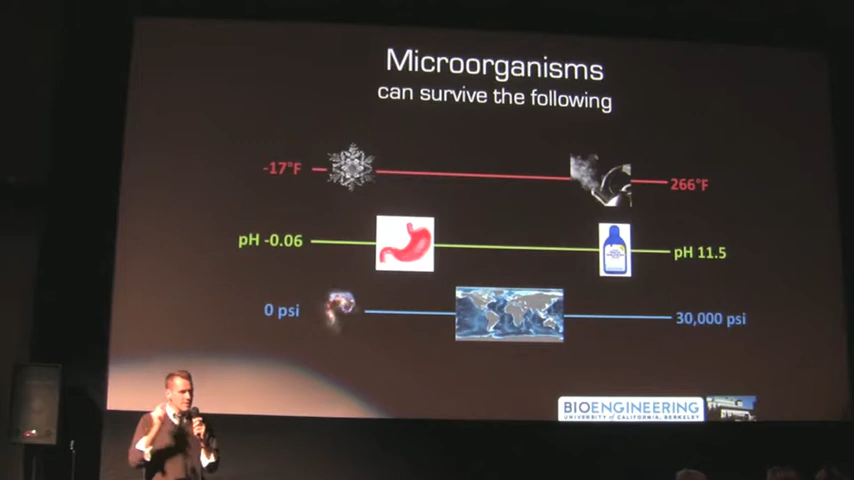 Microorganisms
can survive the following
-17°F
266°F
pH -0.06
pH 11.5
0 psi
30,000 psi
BIOENGINEERING
UNIVERSITY of CALIFORNIA, BERKELEY